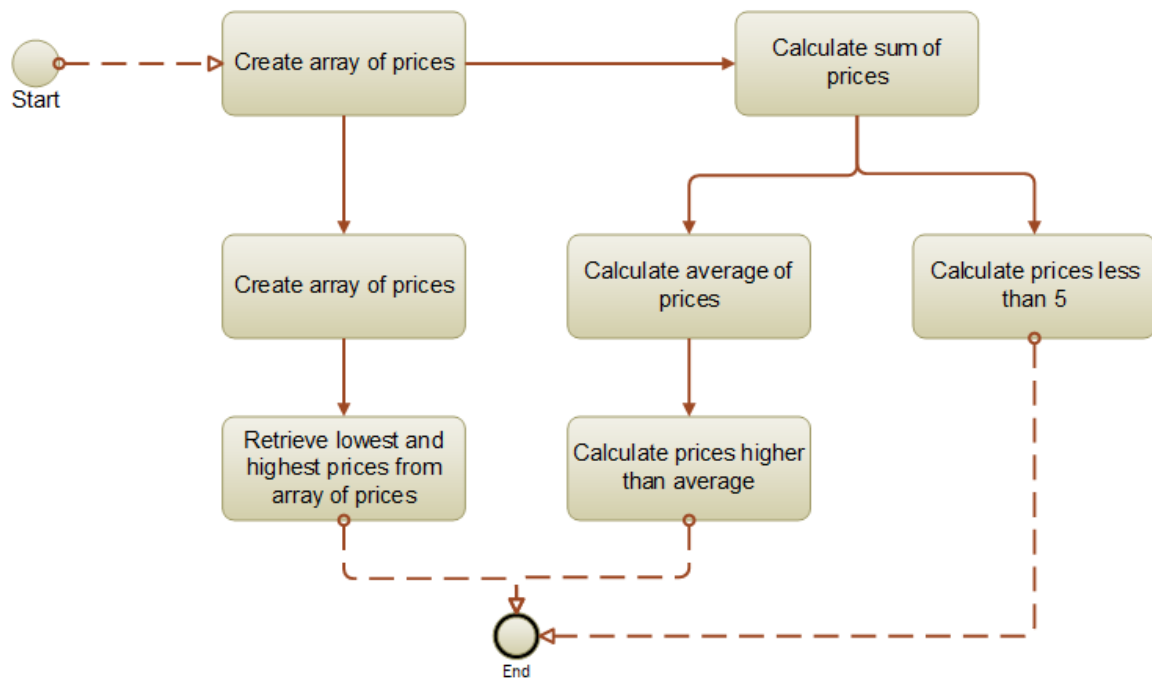 Start
Create array of prices
Calculate sum of
prices
Create array of prices
Calculate average of
prices
Calculate prices less
than 5
Retrieve lowest and
highest prices from
array of prices
Calculate prices higher
than average
End